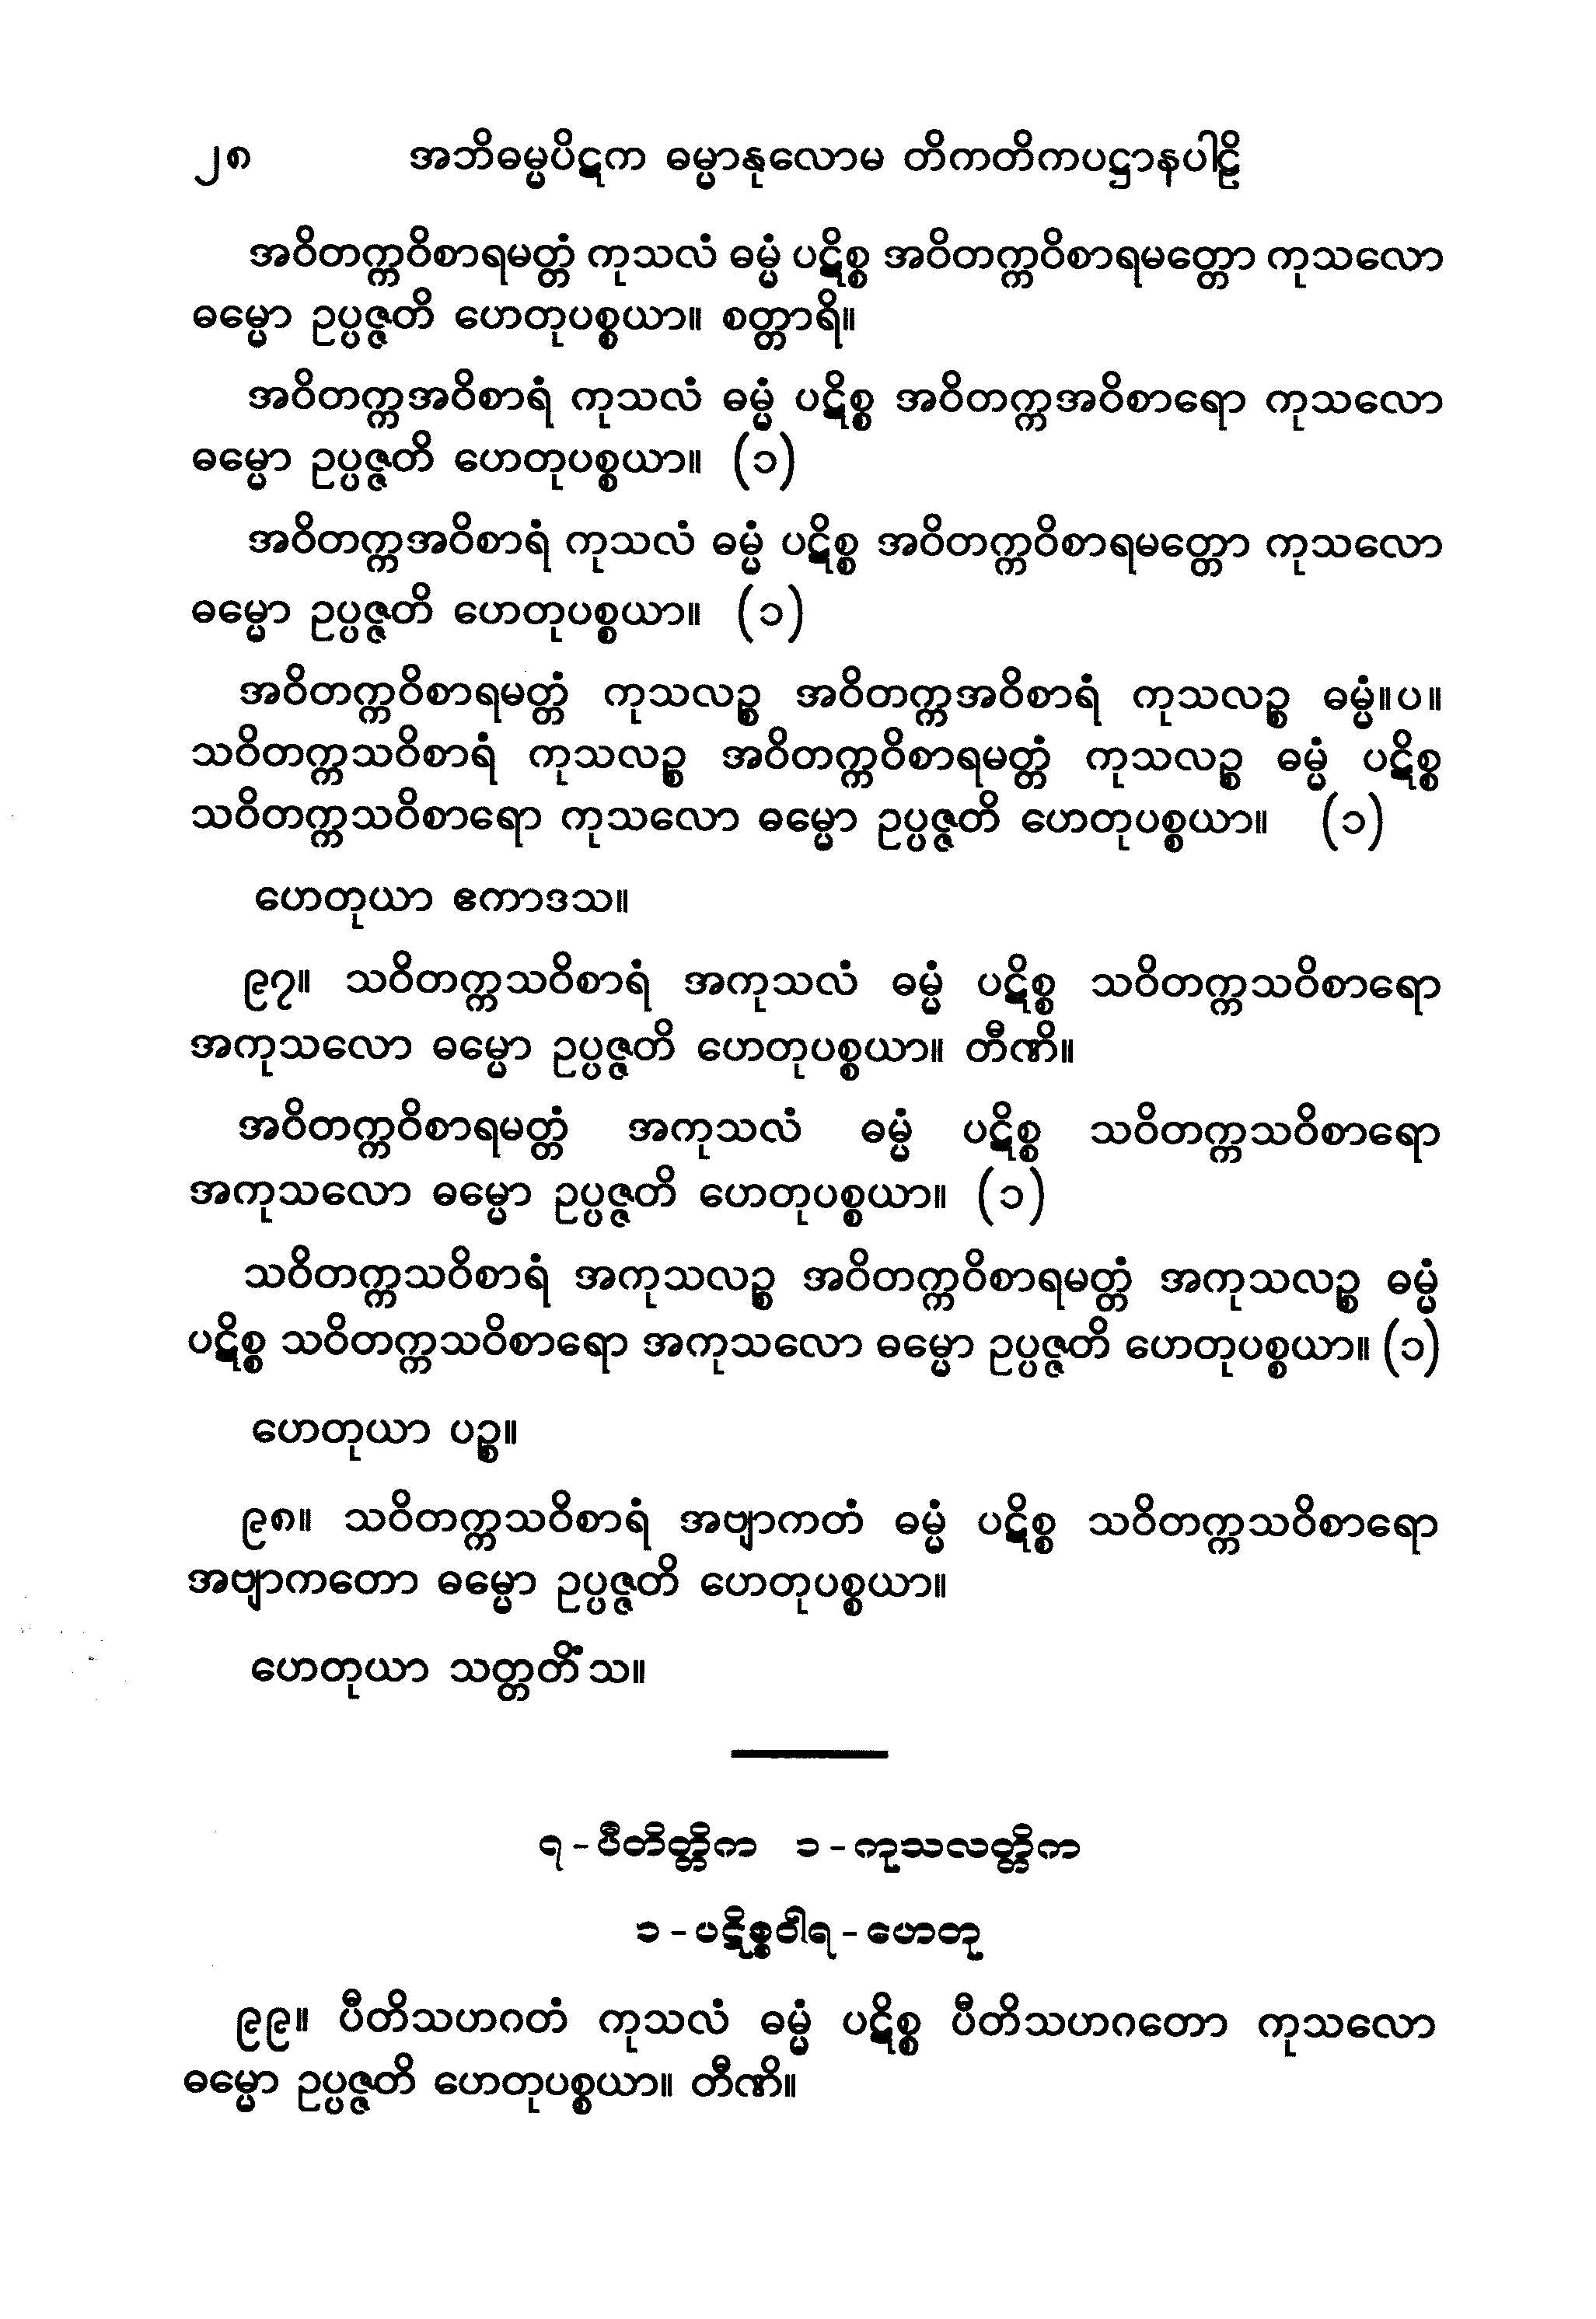 ၂၈ အဘိဓမ္မပိဋက ဓမ္မာနုလောမ တိကတိကပဋ္ဌာနပါဠိ
အဝိတက္ကဝိစာရမတ္တံ ကုသလံ ဓမ္မံ ပဋိစ္စ အဝိတက္ကဝိစာရမတ္တော ကုသလော
ဓမ္မော ဥပ္ပဇ္ဇတိ ဟေတုပစ္စယာ။ စတ္တာရိ။
အဝိတက္ကအဝိစာရံ ကုသလံ ဓမ္မံ ပဋိစ္စ အဝိတက္ကအဝိစာရော ကုသလော
ဓမ္မော ဥပ္ပဇ္ဇတိ ဟေတုပစ္စယာ။ (၁)
အဝိတက္ကအဝိစာရံ ကုသလံ ဓမ္မံ ပဋိစ္စ အဝိတက္ကဝိစာရမတ္တော ကုသလော
ဓမ္မော ဥပ္ပဇ္ဇတိ ဟေတုပစ္စယာ။ (၁)
အဝိတက္ကဝိစာရမတ္တံ ကုသလဉ္စ အဝိတက္ကအဝိစာရံ ကုသလဉ္စ ဓမ္မံ။ပ။
သဝိတက္ကသဝိစာရံ ကုသလဉ္စ အဝိတက္ကဝိစာရမတ္တံ ကုသလဉ္စ ဓမ္မံ ပဋိစ္စ
သဝိတက္ကသဝိစာရော ကုသလော ဓမ္မော ဥပ္ပဇ္ဇတိ ဟေတုပစ္စယာ။ (၁)
ဟေတုယာ ဧကာဒသ။
၉၇။ သဝိတက္ကသဝိစာရံ အကုသလံ ဓမ္မံ ပဋိစ္စ သဝိတက္ကသဝိစာရော
အကုသလော ဓမ္မော ဥပ္ပဇ္ဇတိ ဟေတုပစ္စယာ။ တီဏိ။
အဝိတက္ကဝိစာရမတ္တံ အကုသလံ ဓမ္မံ ပဋိစ္စ သဝိတက္ကသဝိစာရော
အကုသလော ဓမ္မော ဥပ္ပဇ္ဇတိ ဟေတုပစ္စယာ။ (၁)
သဝိတက္ကသဝိစာရံ အကုသလဉ္စ အဝိတက္ကဝိစာရမတ္တံ အကုသလဉ္စ ဓမ္မံ
ပဋိစ္စ သဝိတက္ကသဝိစာရော အကုသလော ဓမ္မော ဥပ္ပဇ္ဇတိ ဟေတုပစ္စယာ။ (၁)
ဟေတုယာ ပဉ္စ။
၉၈။ သဝိတက္ကသဝိစာရံ အဗျာကတံ ဓမ္မံ ပဋိစ္စ သဝိတက္ကသဝိစာရော
အဗျာကတော ဓမ္မော ဥပ္ပဇ္ဇတိ ဟေတုပစ္စယာ။
ဟေတုယာ သတ္တတိံသ။
၇-ပီတိတ္တိက ၁-ကုသလတ္တိက
၁-ပဋိစ္စဝါရ-ဟေတု
၉၉။ ပီတိသဟဂတံ ကုသလံ ဓမ္မံ ပဋိစ္စ ပီတိသဟဂတော ကုသလော
ဓမ္မော ဥပ္ပဇ္ဇတိ ဟေတုပစ္စယာ။ တီဏိ။